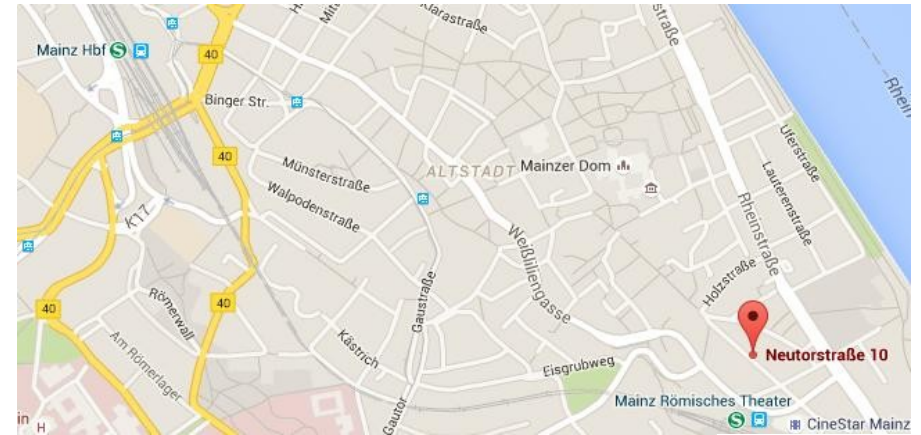 Klarastraße
Mainz Hbf S
40
Binger Str.
Münsterstraße
ALTSTADT
Mainzer Dom
Uferstraße
Rhein
Walpodenstraße
Lauterenstraße
40
K17
Weißliliengasse
Rheinstraße
Holzstraße
Römerwall
40
40
Gaustraße
Kästrich
Am Römerlager
Eisgrubweg
Neutorstraße 10
Gautor
Mainz Römisches Theater
S
CineStar Mainz
in
H